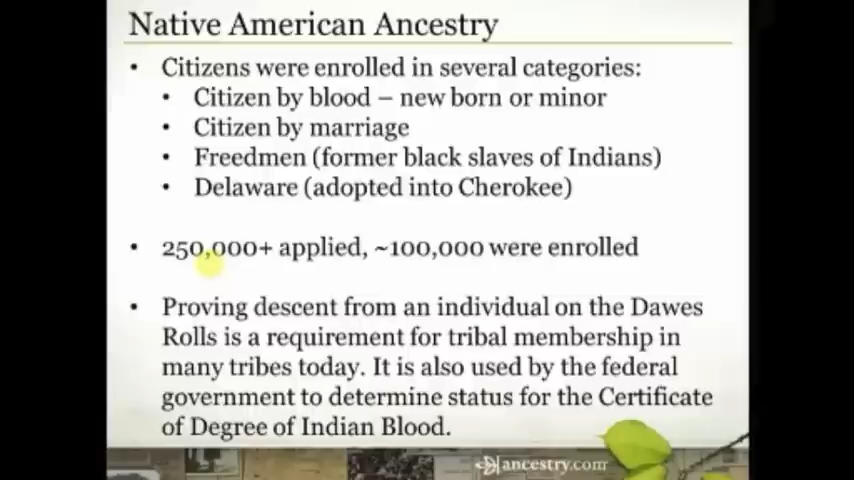 Native American Ancestry
• Citizens were enrolled in several categories:
• Citizen by blood – new born or minor
• Citizen by marriage
• Freedmen (former black slaves of Indians)
• Delaware (adopted into Cherokee)
• 250,000+ applied, ~100,000 were enrolled
• Proving descent from an individual on the Dawes
Rolls is a requirement for tribal membership in
many tribes today. It is also used by the federal
government to determine status for the Certificate
of Degree of Indian Blood.
ancestry.com